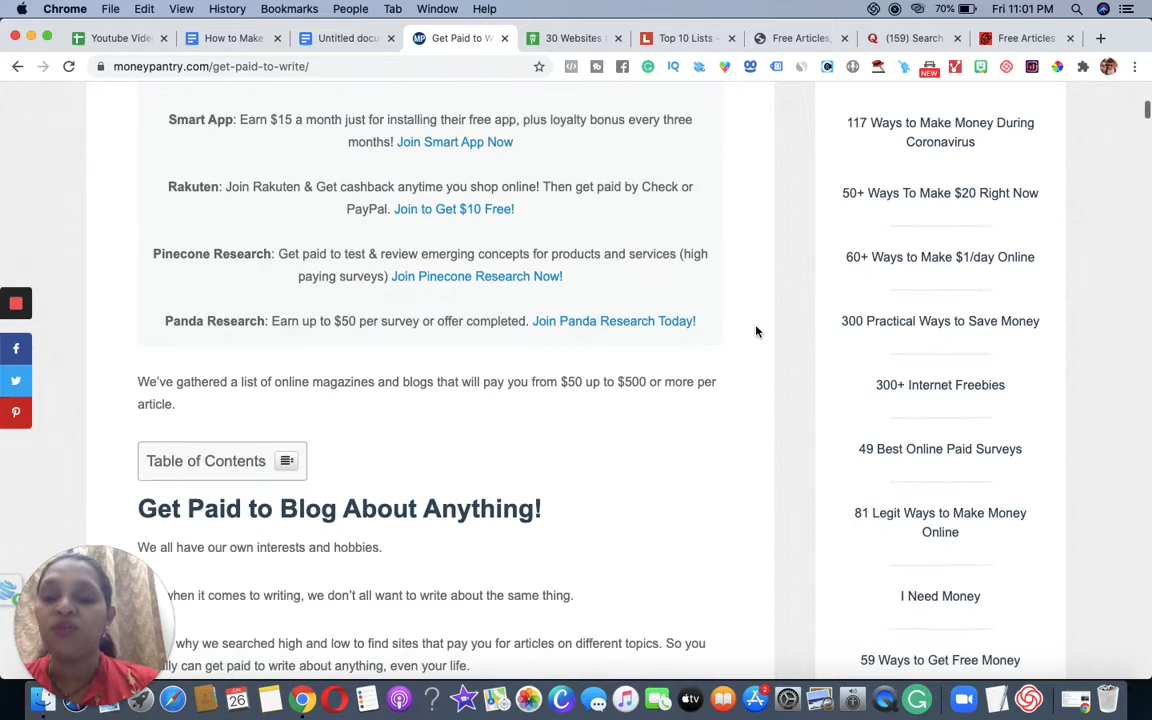 Chrome File Edit View History Bookmarks People Tab Window Help 70% Fri 11:01 PM
Youtube Vide How to Make Untitled docu Get Paid to W 30 Websites Top 10 Lists - Free Articles, (159) Search Free Articles
moneypantry.com/get-paid-to-write/
NEW
Smart App: Earn $15 a month just for installing their free app, plus loyalty bonus every three
months! Join Smart App Now
Rakuten: Join Rakuten & Get cashback anytime you shop online! Then get paid by Check or
PayPal. Join to Get $10 Free!
Pinecone Research: Get paid to test & review emerging concepts for products and services (high
paying surveys) Join Pinecone Research Now!
Panda Research: Earn up to $50 per survey or offer completed. Join Panda Research Today!
We've gathered a list of online magazines and blogs that will pay you from $50 up to $500 or more per
article.
Table of Contents
Get Paid to Blog About Anything!
We all have our own interests and hobbies.
when it comes to writing, we don't all want to write about the same thing.
why we searched high and low to find sites that pay you for articles on different topics. So you
can get paid to write about anything, even your life.
117 Ways to Make Money During
Coronavirus
50+ Ways To Make $20 Right Now
60+ Ways to Make $1/day Online
300 Practical Ways to Save Money
300+ Internet Freebies
49 Best Online Paid Surveys
81 Legit Ways to Make Money
Online
I Need Money
59 Ways to Get Free Money
JUN
26
tv
2